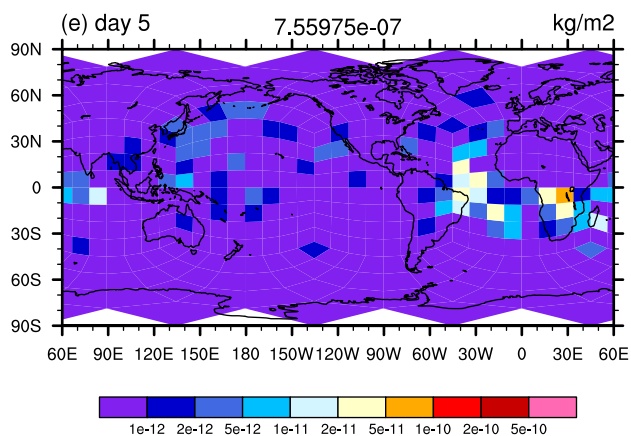 (e) day 5 7.55975e-07 kg/m2
90N
60N
30N
0
30S
60S
90S
60E 90E 120E 150E 180 150W 120W 90W 60W 30W 0 30E 60E
1e-12 2e-12 5e-12 1e-11 2e-11 5e-11 1e-10 2e-10 5e-10